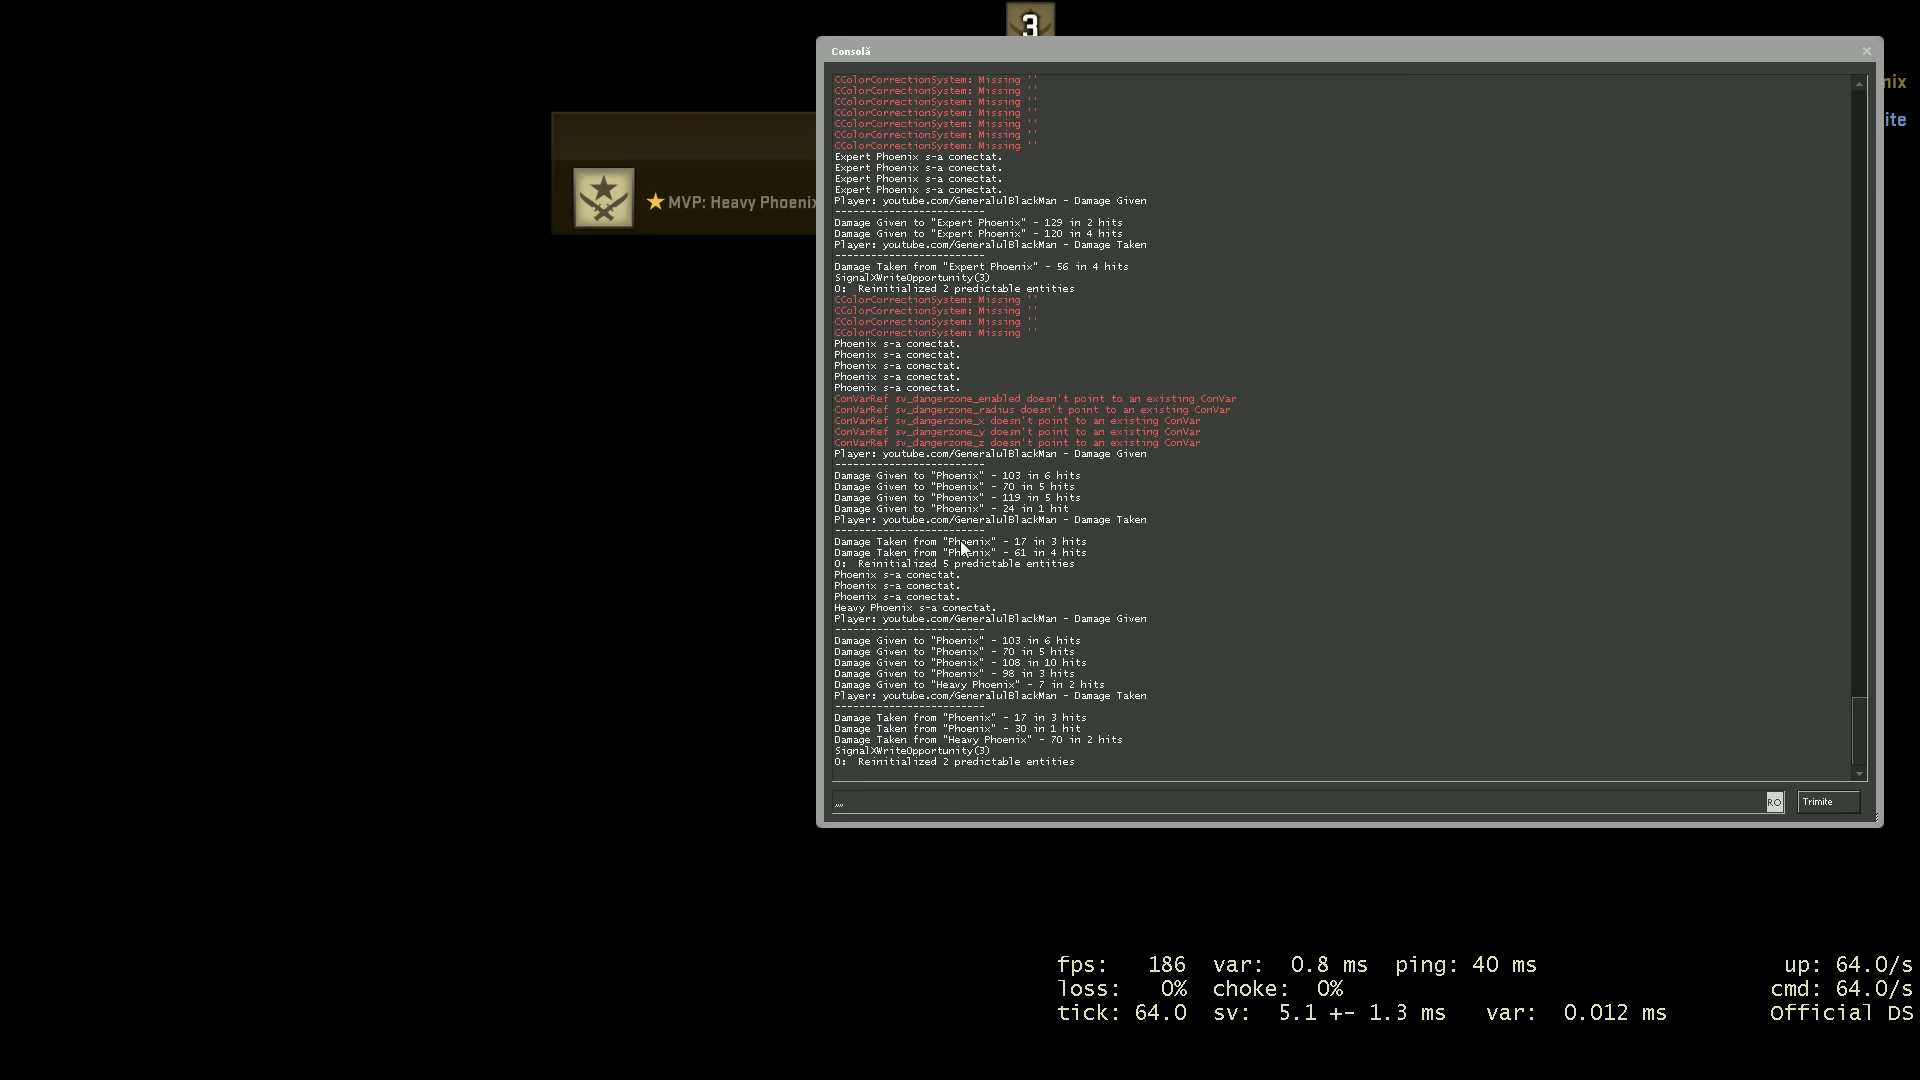 3
Consolă
CColorCorrectionSystem: Missing ''
CColorCorrectionSystem: Missing ''
CColorCorrectionSystem: Missing ''
CColorCorrectionSystem: Missing ''
CColorCorrectionSystem: Missing ''
CColorCorrectionSystem: Missing ''
CColorCorrectionSystem: Missing ''
Expert Phoenix s-a conectat.
Expert Phoenix s-a conectat.
Expert Phoenix s-a conectat.
Expert Phoenix s-a conectat.
Player: youtube.com/GeneralulBlackMan - Damage Given
-------------------------
Damage Given to "Expert Phoenix" - 129 in 2 hits
Damage Given to "Expert Phoenix" - 120 in 4 hits
Player: youtube.com/GeneralulBlackMan - Damage Taken
-------------------------
Damage Taken from "Expert Phoenix" - 56 in 4 hits
SignalXWriteOpportunity(3)
0:  Reinitialized 2 predictable entities
CColorCorrectionSystem: Missing ''
CColorCorrectionSystem: Missing ''
CColorCorrectionSystem: Missing ''
CColorCorrectionSystem: Missing ''
Phoenix s-a conectat.
Phoenix s-a conectat.
Phoenix s-a conectat.
Phoenix s-a conectat.
Phoenix s-a conectat.
ConVarRef sv_dangerzone_enabled doesn't point to an existing ConVar
ConVarRef sv_dangerzone_radius doesn't point to an existing ConVar
ConVarRef sv_dangerzone_x doesn't point to an existing ConVar
ConVarRef sv_dangerzone_y doesn't point to an existing ConVar
ConVarRef sv_dangerzone_z doesn't point to an existing ConVar
Player: youtube.com/GeneralulBlackMan - Damage Given
-------------------------
Damage Given to "Phoenix" - 103 in 6 hits
Damage Given to "Phoenix" - 70 in 5 hits
Damage Given to "Phoenix" - 119 in 5 hits
Damage Given to "Phoenix" - 24 in 1 hit
Player: youtube.com/GeneralulBlackMan - Damage Taken
-------------------------
Damage Taken from "Phoenix" - 17 in 3 hits
Damage Taken from "Phoenix" - 61 in 4 hits
0:  Reinitialized 5 predictable entities
Phoenix s-a conectat.
Phoenix s-a conectat.
Phoenix s-a conectat.
Heavy Phoenix s-a conectat.
Player: youtube.com/GeneralulBlackMan - Damage Given
-------------------------
Damage Given to "Phoenix" - 103 in 6 hits
Damage Given to "Phoenix" - 70 in 5 hits
Damage Given to "Phoenix" - 108 in 10 hits
Damage Given to "Phoenix" - 98 in 3 hits
Damage Given to "Heavy Phoenix" - 7 in 2 hits
Player: youtube.com/GeneralulBlackMan - Damage Taken
-------------------------
Damage Taken from "Phoenix" - 17 in 3 hits
Damage Taken from "Phoenix" - 30 in 1 hit
Damage Taken from "Heavy Phoenix" - 70 in 2 hits
SignalXWriteOpportunity(3)
0:  Reinitialized 2 predictable entities
RO Trimite
MVP: Heavy Phoenix
nix
ite
fps: 186 var: 0.8 ms ping: 40 ms up: 64.0/s
loss: 0% choke: 0% cmd: 64.0/s
tick: 64.0 sv: 5.1 +- 1.3 ms var: 0.012 ms Official DS